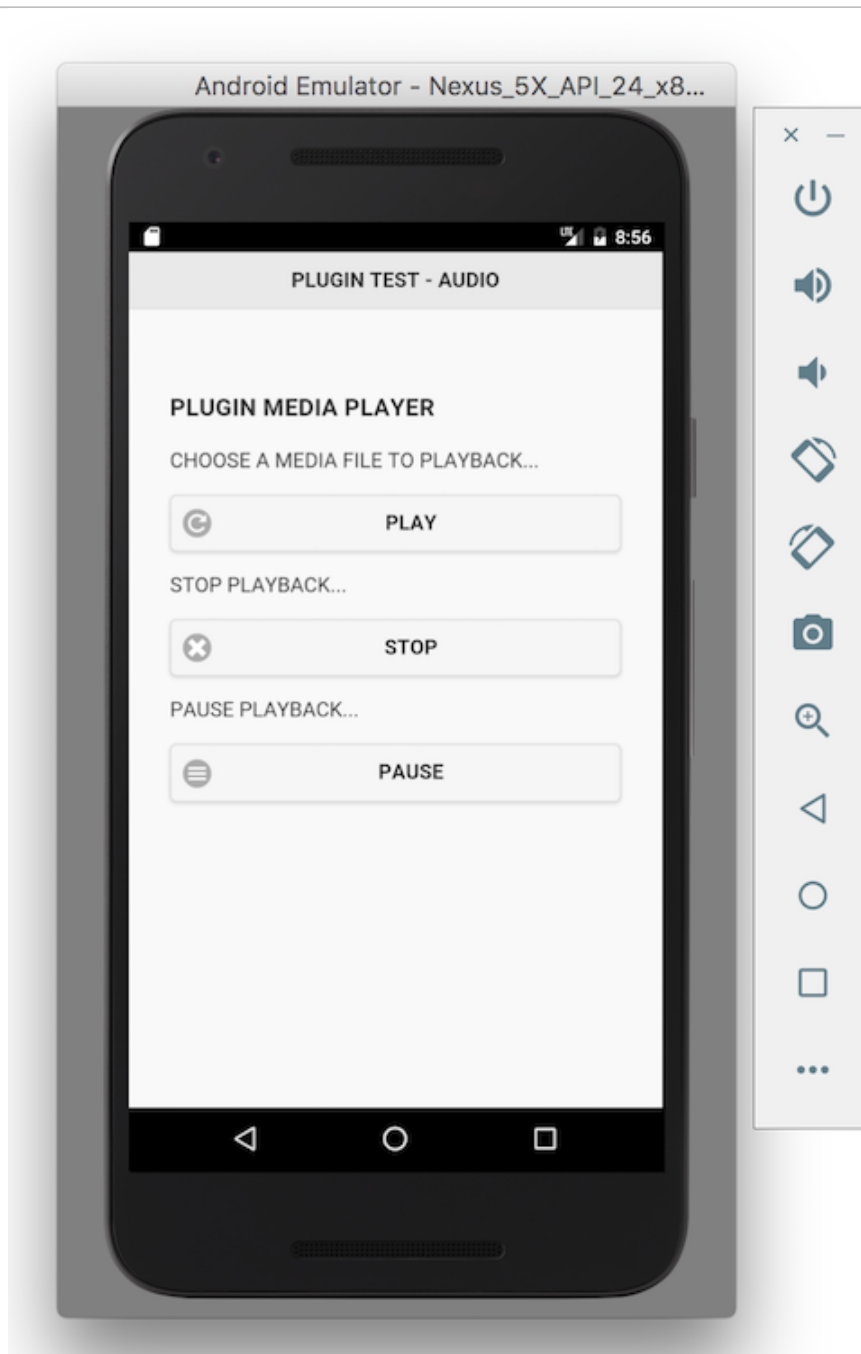 Android Emulator - Nexus_5X_API_24_x8...
LTE 8:56
PLUGIN TEST - AUDIO
PLUGIN MEDIA PLAYER
CHOOSE A MEDIA FILE TO PLAYBACK...
PLAY
STOP PLAYBACK...
STOP
PAUSE PLAYBACK...
PAUSE